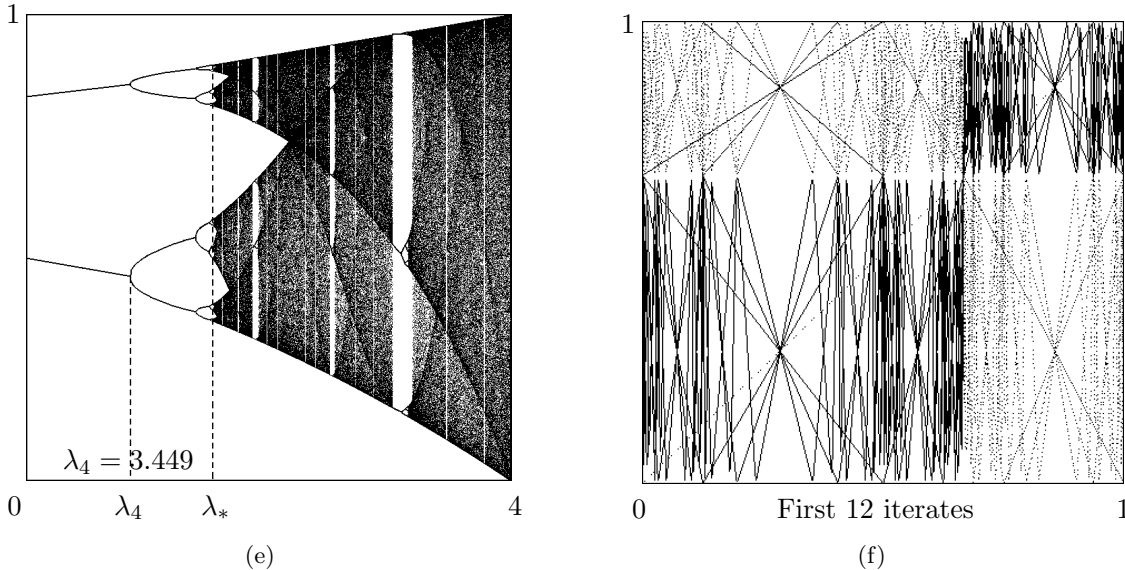 1
λ₄ = 3.449
0 λ₄ λ* 4
(e)
1
0 First 12 iterates 1
(f)